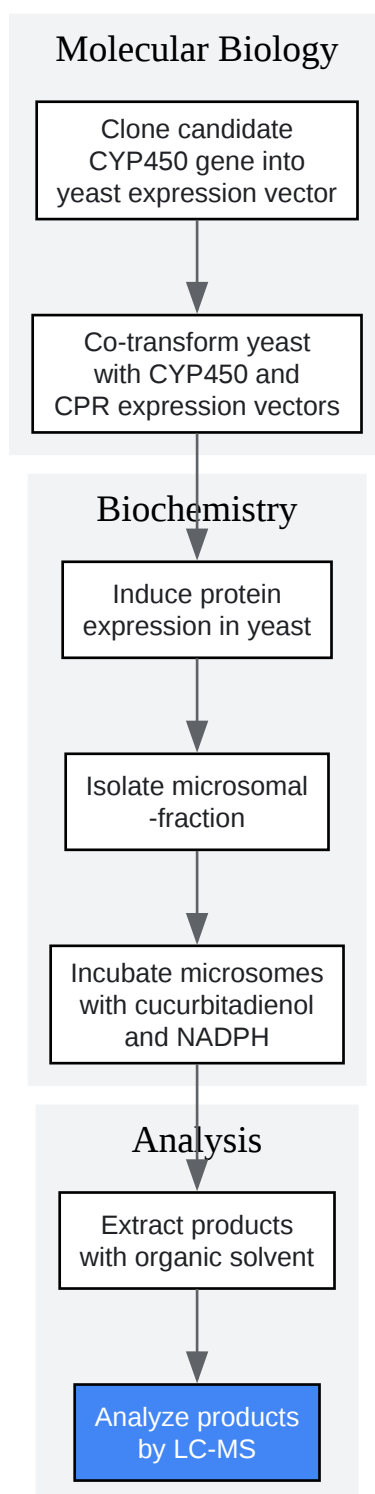 Molecular Biology
Clone candidate
CYP450 gene into
yeast expression vector
Co-transform yeast
with CYP450 and
CPR expression vectors
Biochemistry
Induce protein
expression in yeast
Isolate microsomal
-fraction
Incubate microsomes
with cucurbitadienol
and NADPH
Analysis
Extract products
with organic solvent
Analyze products
by LC-MS